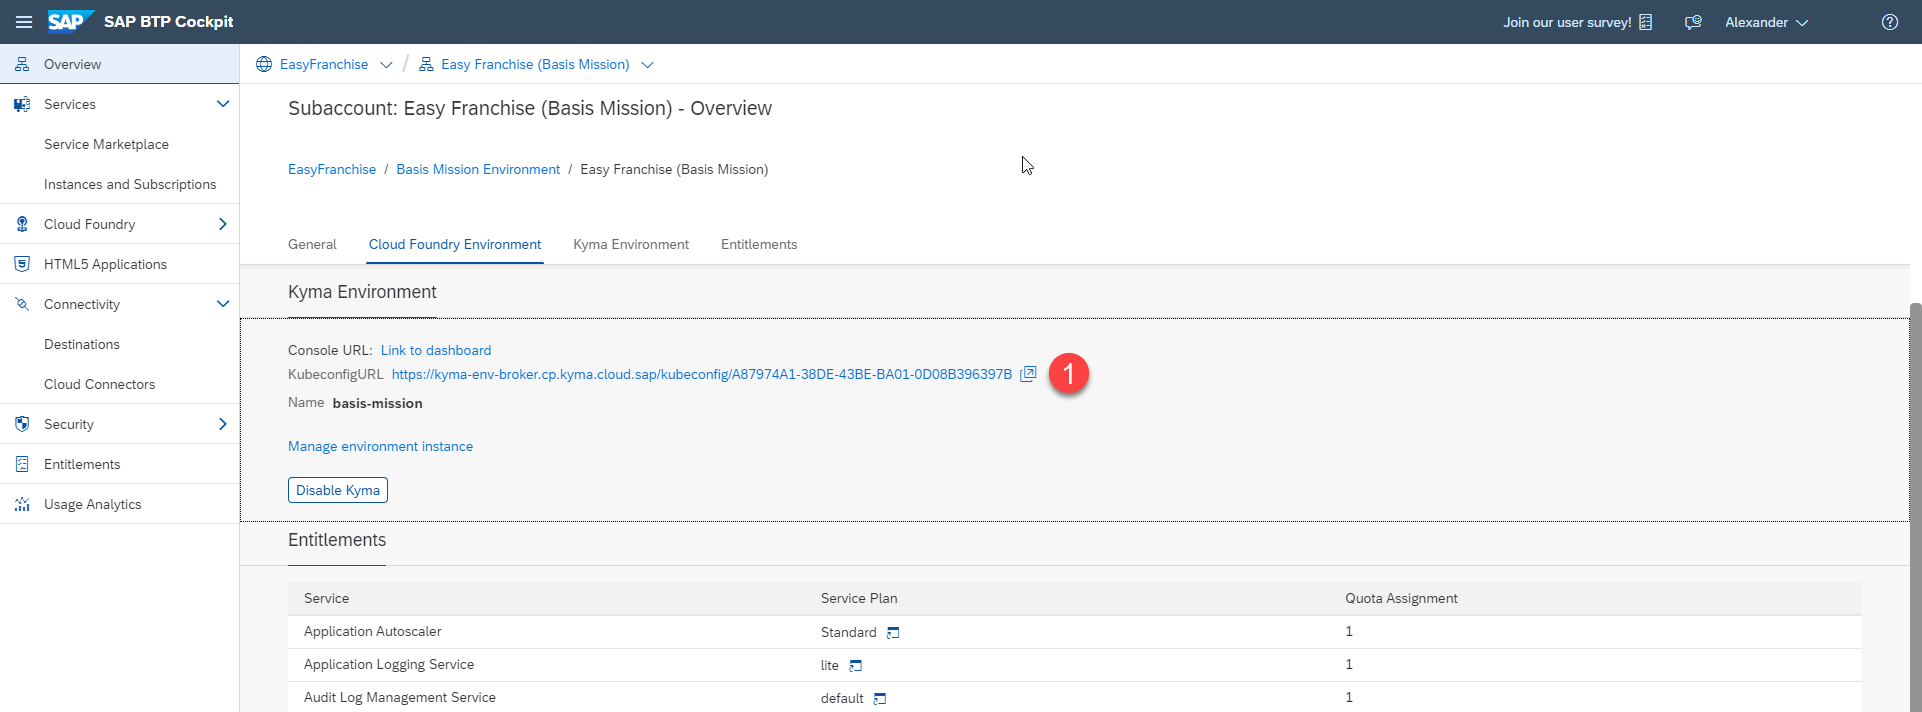 SAP SAP BTP Cockpit
Join our user survey! Alexander
Overview
Services
Service Marketplace
Instances and Subscriptions
Cloud Foundry
HTML5 Applications
Connectivity
Destinations
Cloud Connectors
Security
Entitlements
Usage Analytics
EasyFranchise / Easy Franchise (Basis Mission)
Subaccount: Easy Franchise (Basis Mission) - Overview
EasyFranchise / Basis Mission Environment / Easy Franchise (Basis Mission)
General Cloud Foundry Environment Kyma Environment Entitlements
Kyma Environment
Console URL: Link to dashboard
KubeconfigURL https://kyma-env-broker.cp.kyma.cloud.sap/kubeconfig/A87974A1-38DE-43BE-BA01-0D08B396397B 1
Name basis-mission
Manage environment instance
Disable Kyma
Entitlements
Service Service Plan Quota Assignment
Application Autoscaler Standard 1
Application Logging Service lite 1
Audit Log Management Service default 1